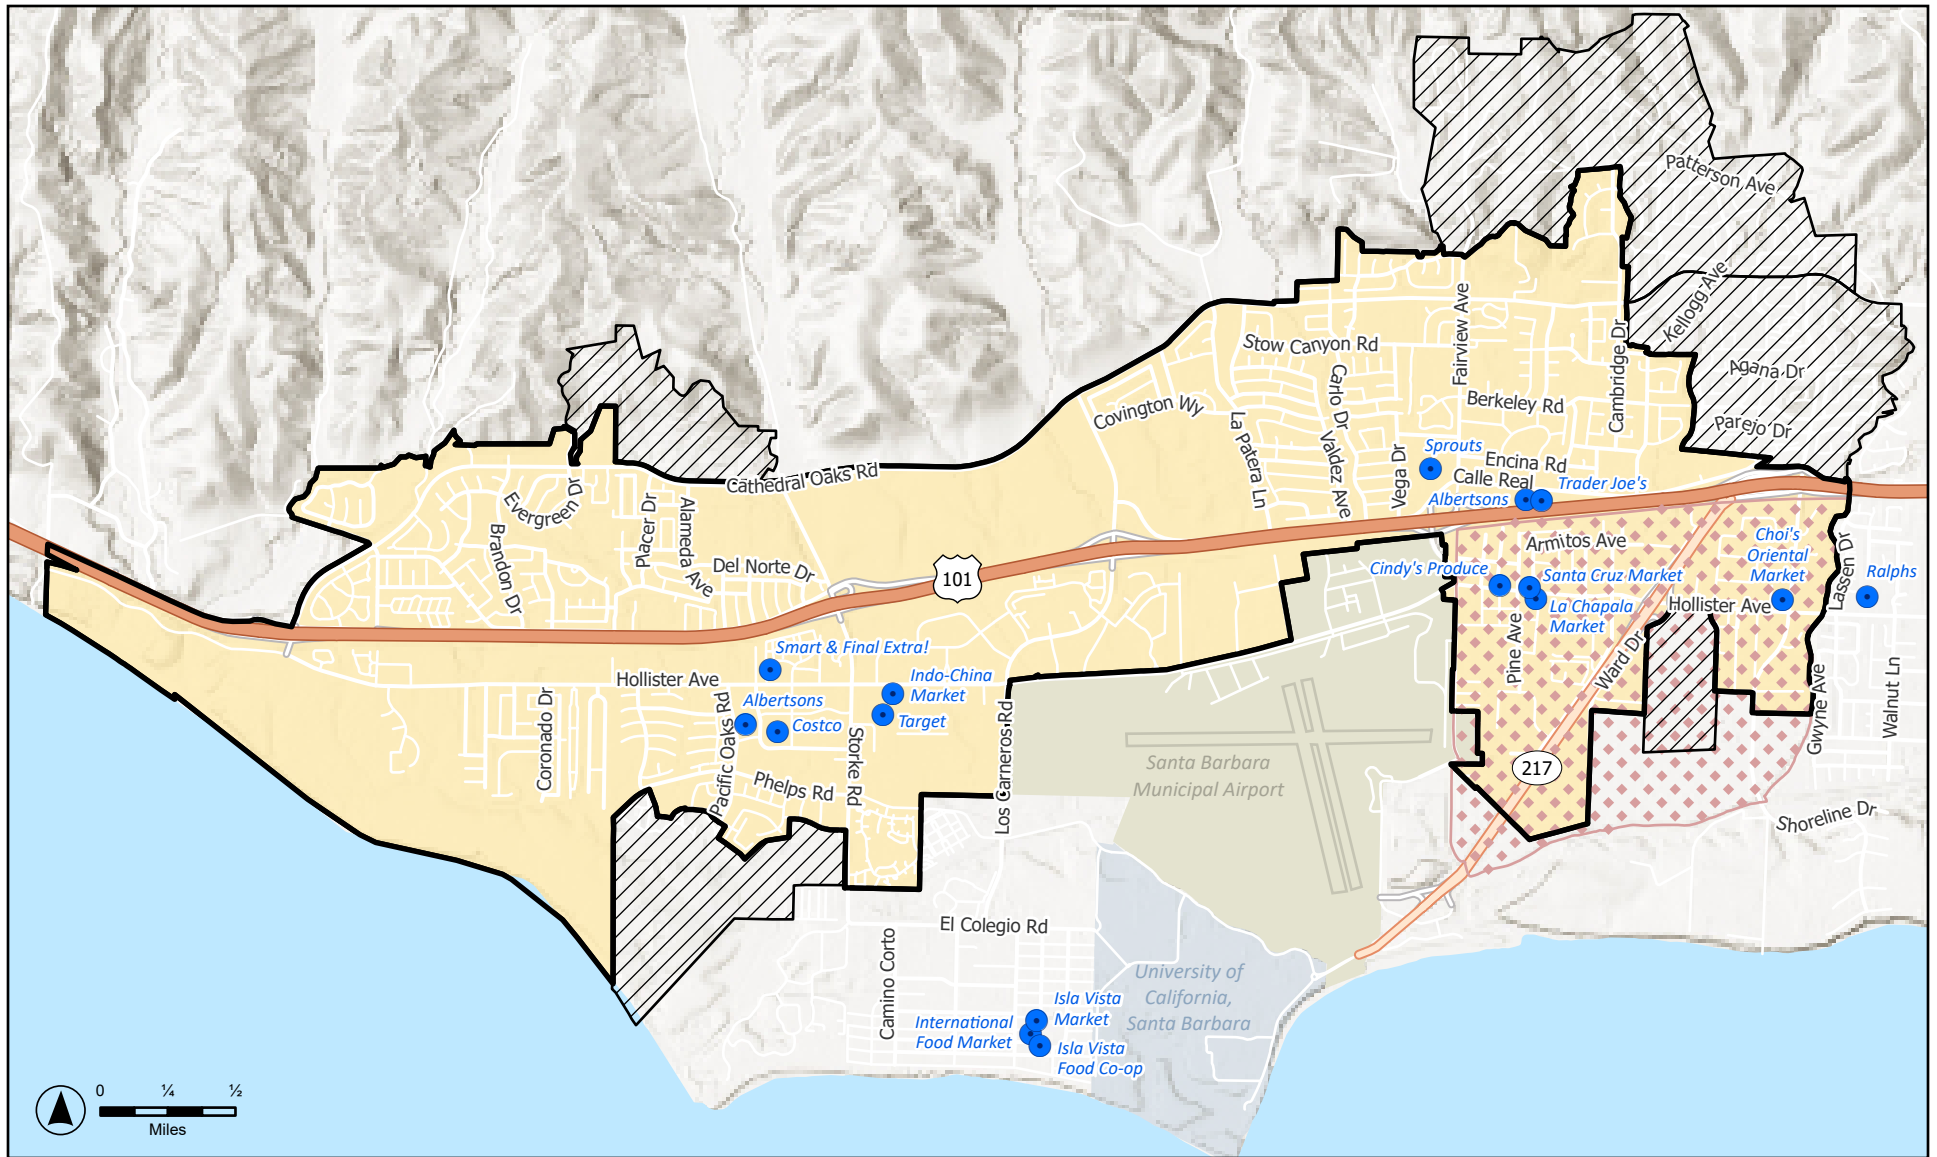 Patterson Ave
Kellogg Ave
Fairview Ave
Cambridge Dr
Stow Canyon Rd
Agana Dr
Carlo Dr
Berkeley Rd
Covington Wy
La Patera Ln
Parejo Dr
Valdez Ave
Vega Dr
Sprouts
Encina Rd
Calle Real
Trader Joe's
Albertsons
Cathedral Oaks Rd
Evergreen Dr
Placer Dr
Alameda Ave
Brandon Dr
Del Norte Dr
101
Armitos Ave
Choi's
Oriental
Market
Lassen Dr
Ralphs
Cindy's Produce
Santa Cruz Market
La Chapala
Market
Hollister Ave
Pine Ave
Ward Dr
Smart & Final Extra!
Hollister Ave
Indo-China
Market
Albertsons
Target
Costco
Pacific Oaks Rd
Coronado Dr
Storke Rd
Los Carneros Rd
Gwyne Ave
Walnut Ln
Phelps Rd
Santa Barbara
Municipal Airport
217
Shoreline Dr
El Colegio Rd
Camino Corto
University of
California,
Santa Barbara
Isla Vista
Market
International
Food Market
Isla Vista
Food Co-op
0 ¼ ½
Miles